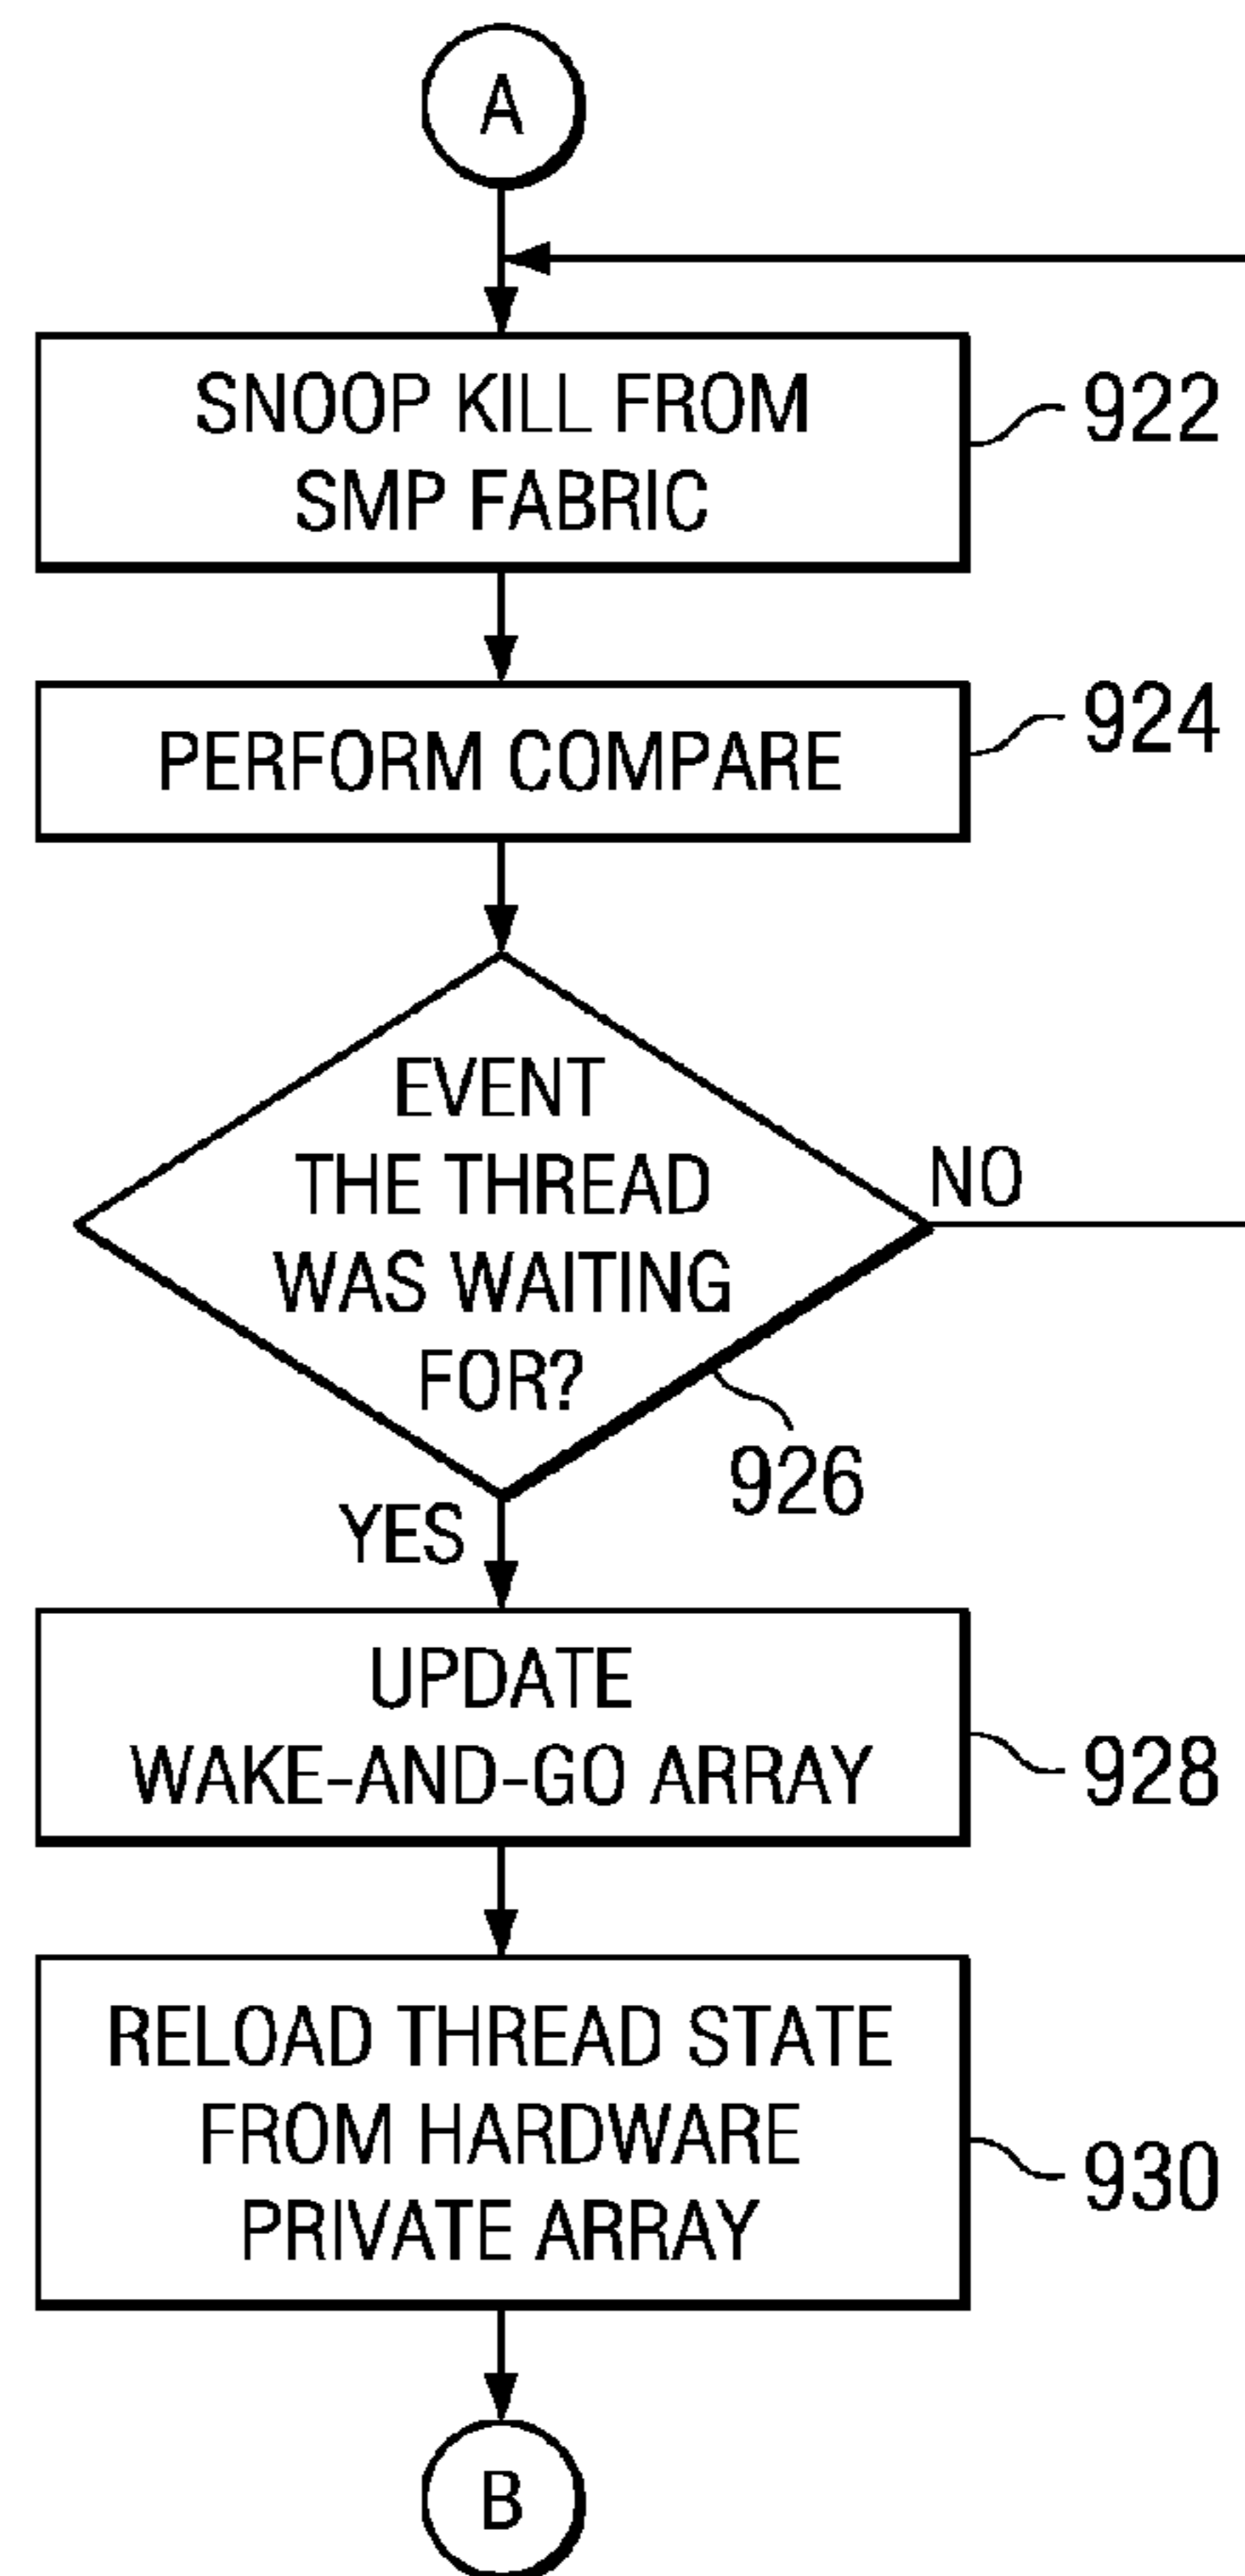 A
SNOOP KILL FROM
SMP FABRIC
922
PERFORM COMPARE
924
EVENT
THE THREAD
WAS WAITING
FOR?
NO
926
YES
UPDATE
WAKE-AND-GO ARRAY
928
RELOAD THREAD STATE
FROM HARDWARE
PRIVATE ARRAY
930
B